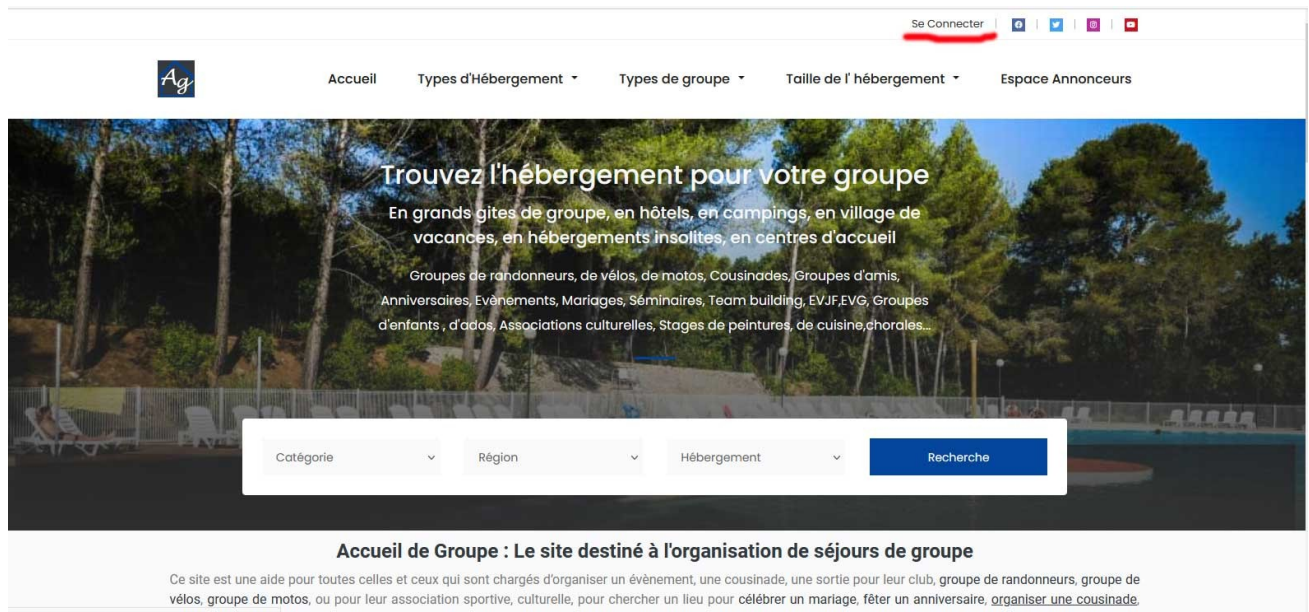 Se Connecter
Ag
Accueil Types d'Hébergement Types de groupe Taille de l' hébergement Espace Annonceurs
Trouvez l'hébergement pour votre groupe
En grands gites de groupe, en hôtels, en campings, en village de
vacances, en hébergements insolites, en centres d'accueil
Groupes de randonneurs, de vélos, de motos, Cousinades, Groupes d'amis,
Anniversaires, Evènements, Mariages, Séminaires, Team building, EVJF,EVG, Groupes
d'enfants , d'ados, Associations culturelles, Stages de peintures, de cuisine,chorales...
Catégorie Région Hébergement Recherche
Accueil de Groupe : Le site destiné à l'organisation de séjours de groupe
Ce site est une aide pour toutes celles et ceux qui sont chargés d'organiser un évènement, une cousinade, une sortie pour leur club, groupe de randonneurs, groupe de
vélos, groupe de motos, ou pour leur association sportive, culturelle, pour chercher un lieu pour célébrer un mariage, fêter un anniversaire, organiser une cousinade,